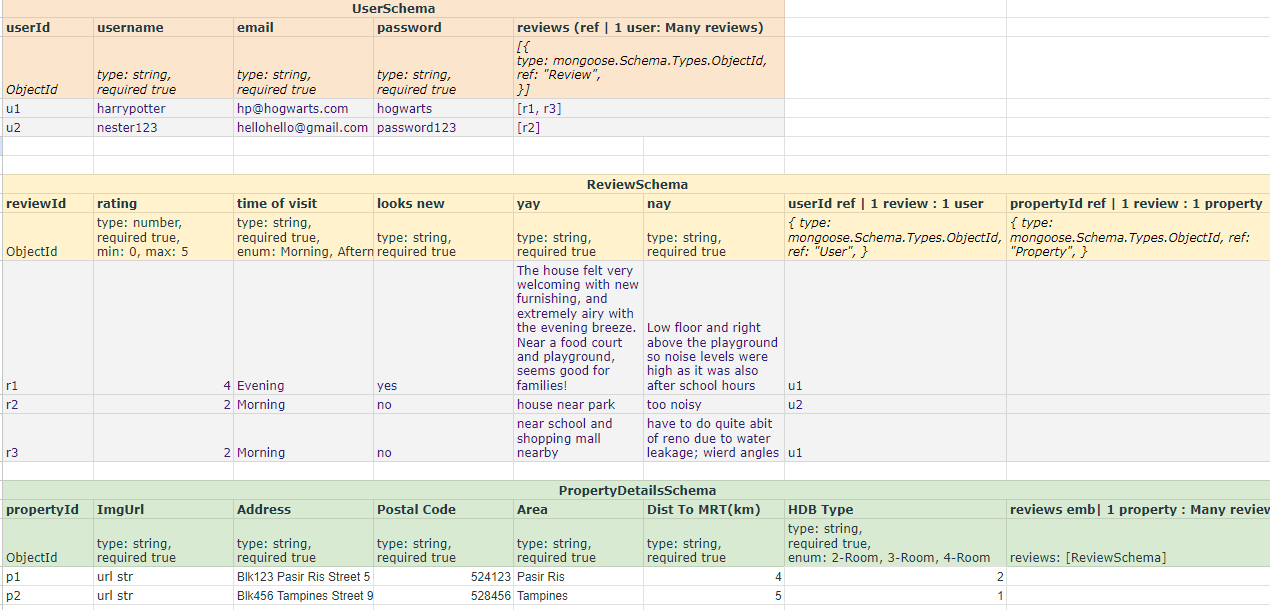 UserSchema
userId username email password reviews (ref | 1 user: Many reviews)
[{
type: mongoose.Schema.Types.ObjectId,
type: string, type: string, type: string, ref: "Review",
ObjectId required true required true required true }]
u1 harrypotter hp@hogwarts.com hogwarts [r1, r3]
u2 nester123 hellohello@gmail.com password123 [r2]
ReviewSchema
reviewId rating time of visit looks new yay nay userId ref | 1 review : 1 user propertyId ref | 1 review : 1 property
type: number, type: string, { type: { type:
required true, required true, type: string, type: string, type: string, mongoose.Schema.Types.ObjectId, mongoose.Schema.Types.ObjectId, ref:
ObjectId min: 0, max: 5 enum: Morning, Aftern required true required true required true ref: "User", } "Property", }
The house felt very
welcoming with new
furnishing, and
extremely airy with
the evening breeze. Low floor and right
Near a food court above the playground
and playground, so noise levels were
seems good for high as it was also
r1 4 Evening yes families! after school hours u1
r2 2 Morning no house near park too noisy u2
near school and have to do quite abit
shopping mall of reno due to water
r3 2 Morning no nearby leakage; wierd angles u1
PropertyDetailsSchema
propertyId ImgUrl Address Postal Code Area Dist To MRT(km) HDB Type reviews emb| 1 property : Many review
type: string,
type: string, type: string, type: string, type: string, type: string, required true,
ObjectId required true required true required true required true required true enum: 2-Room, 3-Room, 4-Room reviews: [ReviewSchema]
p1 url str Blk123 Pasir Ris Street 5 524123 Pasir Ris 4 2
p2 url str Blk456 Tampines Street 9 528456 Tampines 5 1